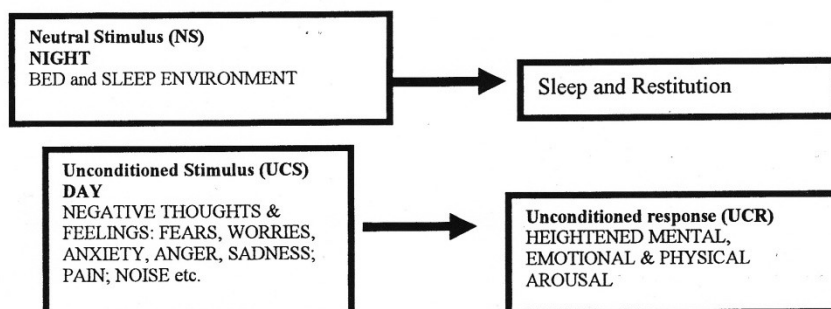 Neutral Stimulus (NS)
NIGHT
BED and SLEEP ENVIRONMENT
Sleep and Restitution
Unconditioned Stimulus (UCS)
DAY
NEGATIVE THOUGHTS &
FEELINGS: FEARS, WORRIES,
ANXIETY, ANGER, SADNESS;
PAIN; NOISE etc.
Unconditioned response (UCR)
HEIGHTENED MENTAL,
EMOTIONAL & PHYSICAL
AROUSAL